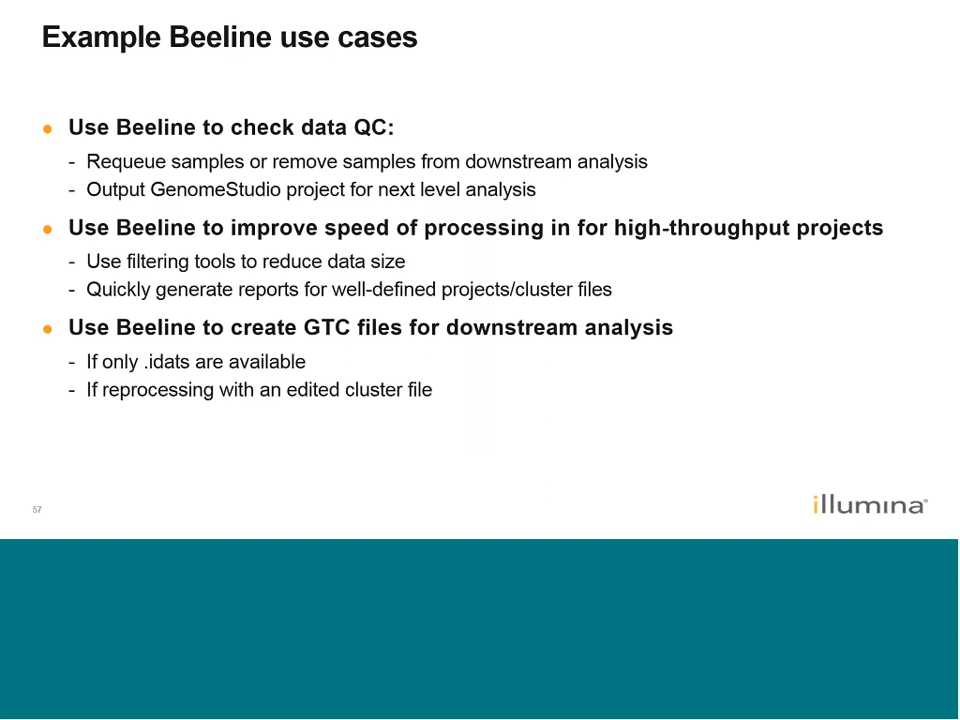 Example Beeline use cases
● Use Beeline to check data QC:
- Requeue samples or remove samples from downstream analysis
- Output GenomeStudio project for next level analysis
● Use Beeline to improve speed of processing in for high-throughput projects
- Use filtering tools to reduce data size
- Quickly generate reports for well-defined projects/cluster files
● Use Beeline to create GTC files for downstream analysis
- If only .idats are available
- If reprocessing with an edited cluster file
57
illumina®